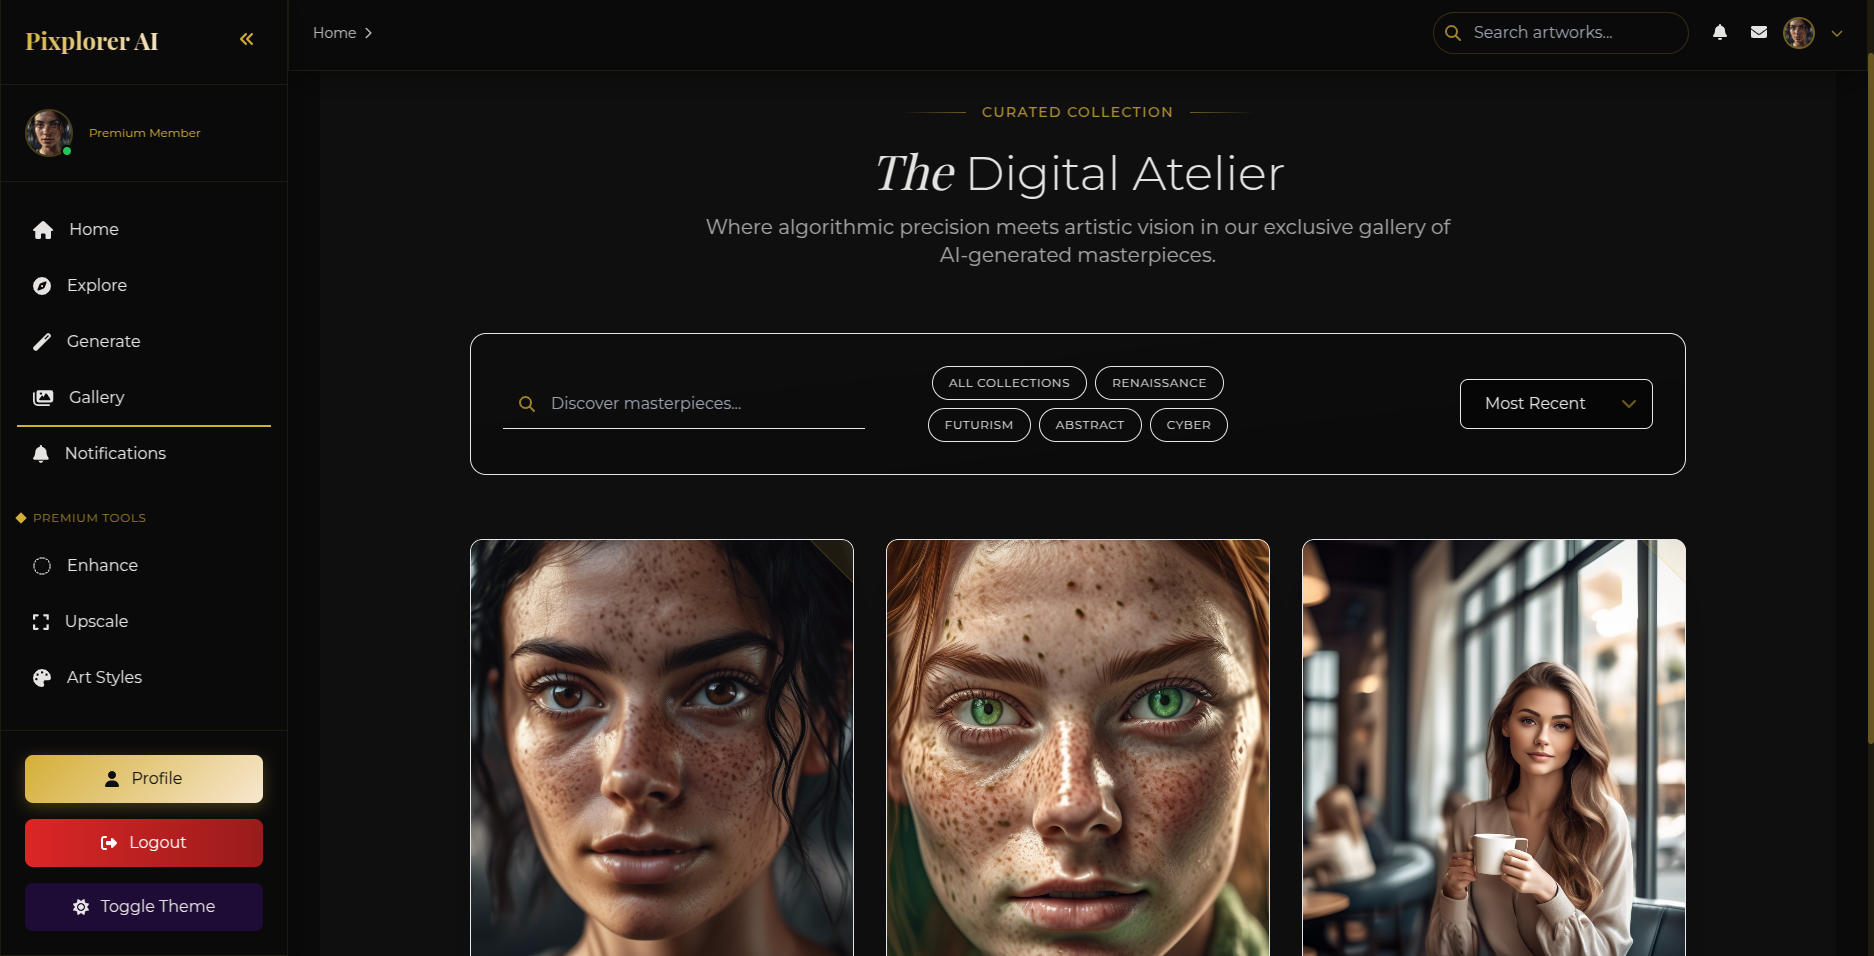 Pixplorer AI
Premium Member
Home
Explore
Generate
Gallery
Notifications
PREMIUM TOOLS
Enhance
Upscale
Art Styles
Profile
Logout
Toggle Theme
Home
Search artworks...
CURATED COLLECTION
The Digital Atelier
Where algorithmic precision meets artistic vision in our exclusive gallery of
AI-generated masterpieces.
Discover masterpieces...
ALL COLLECTIONS
RENAISSANCE
FUTURISM
ABSTRACT
CYBER
Most Recent